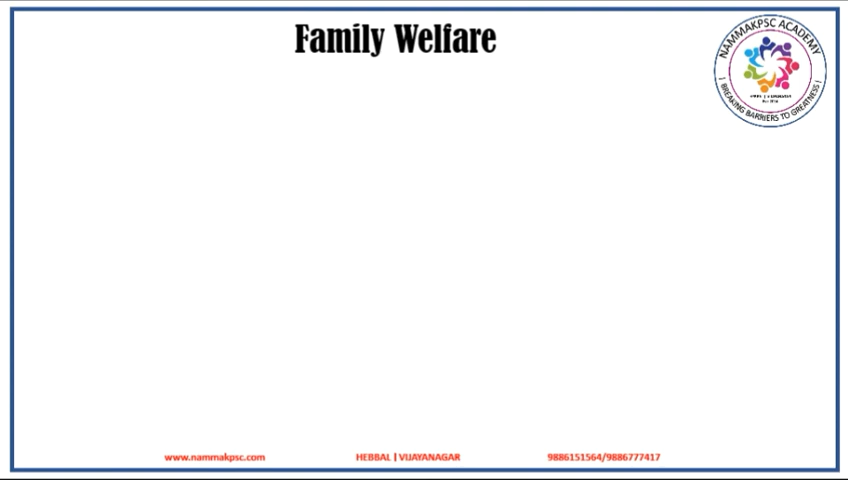 Family Welfare
NAMMAKPSC ACADEMY
! BREAKING BARRIERS TO GREATNESS !
www.nammakpsc.com
HEBBAL | VIJAYANAGAR
9886151564/9886777417